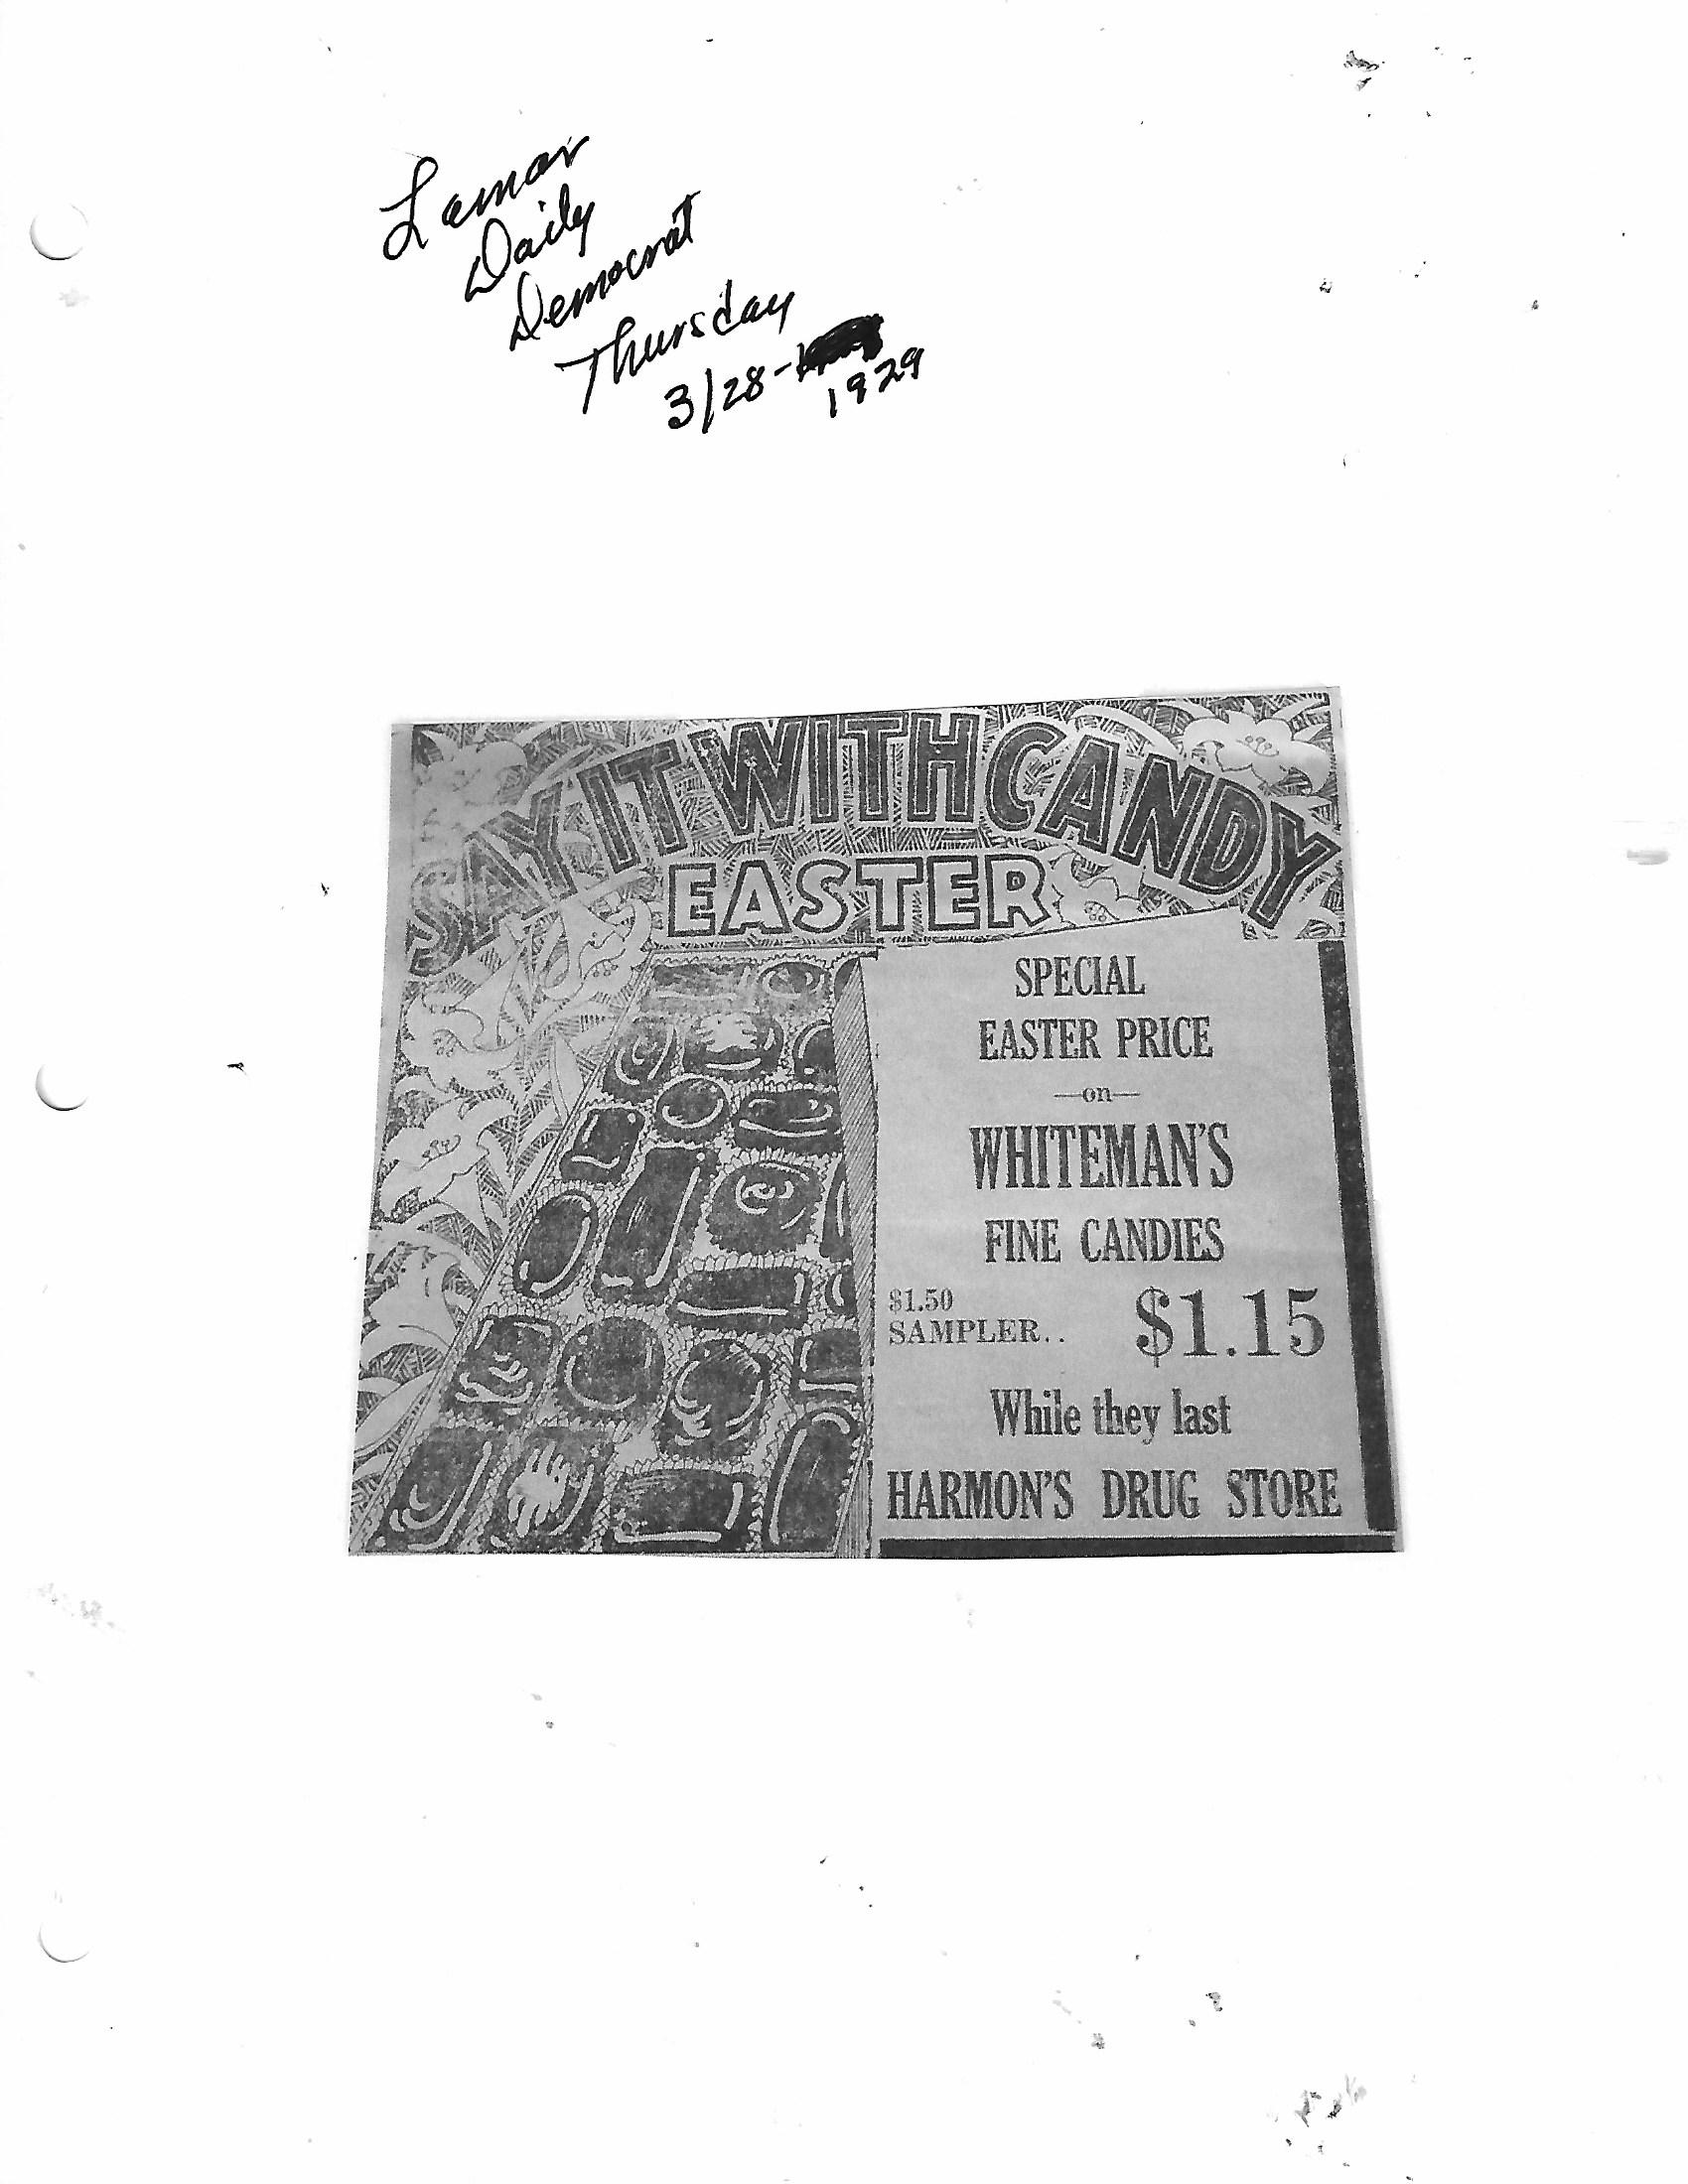 Lamar
Daily
Democrat
Thursday
3/28-
1929
SAY IT WITH CANDY
EASTER
SPECIAL
EASTER PRICE
—on—
WHITEMAN'S
FINE CANDIES
$1.50
SAMPLER.. $1.15
While they last
HARMON'S DRUG STORE